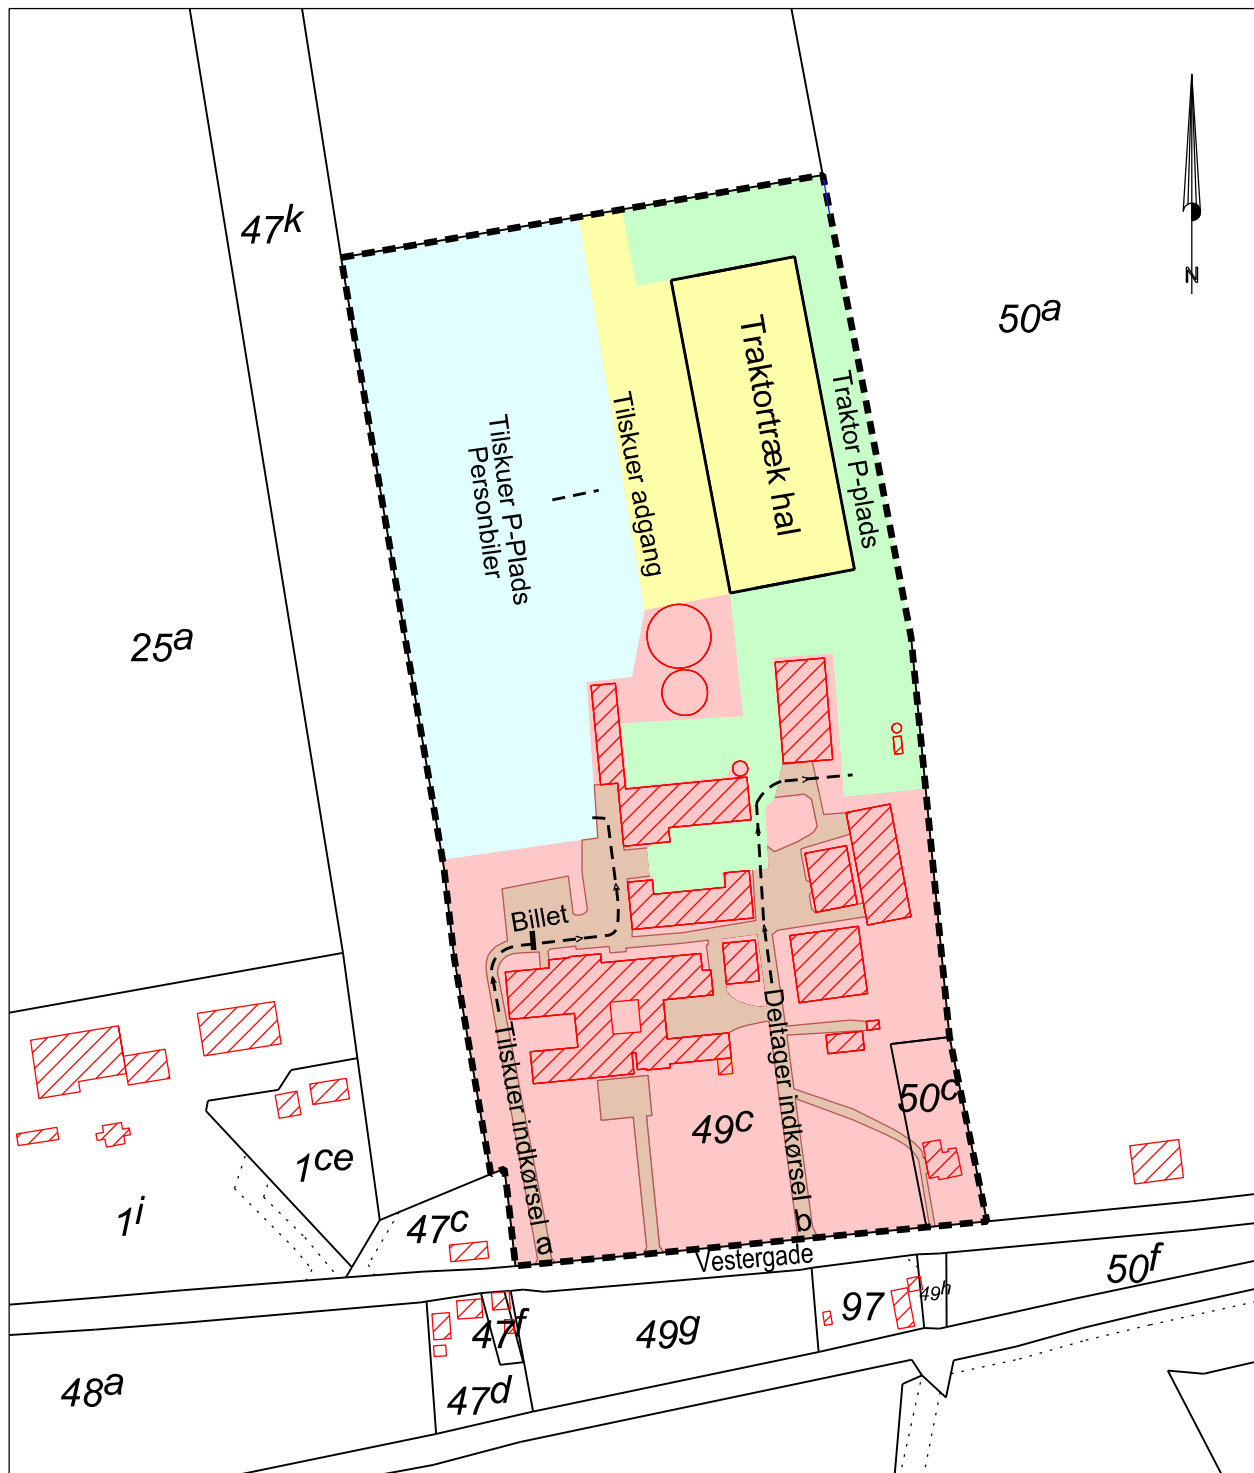 47k
N
50a
Traktortræk hal
Traktor P-plads
Tilskuer adgang
Tilskuer P-Plads
Personbiler
25a
Billet
Tilskuer indkørsel a
Deltager indkørsel b
50c
49c
1ce
1i
47c
Vestergade
50f
49h
97
47f
49g
48a
47d